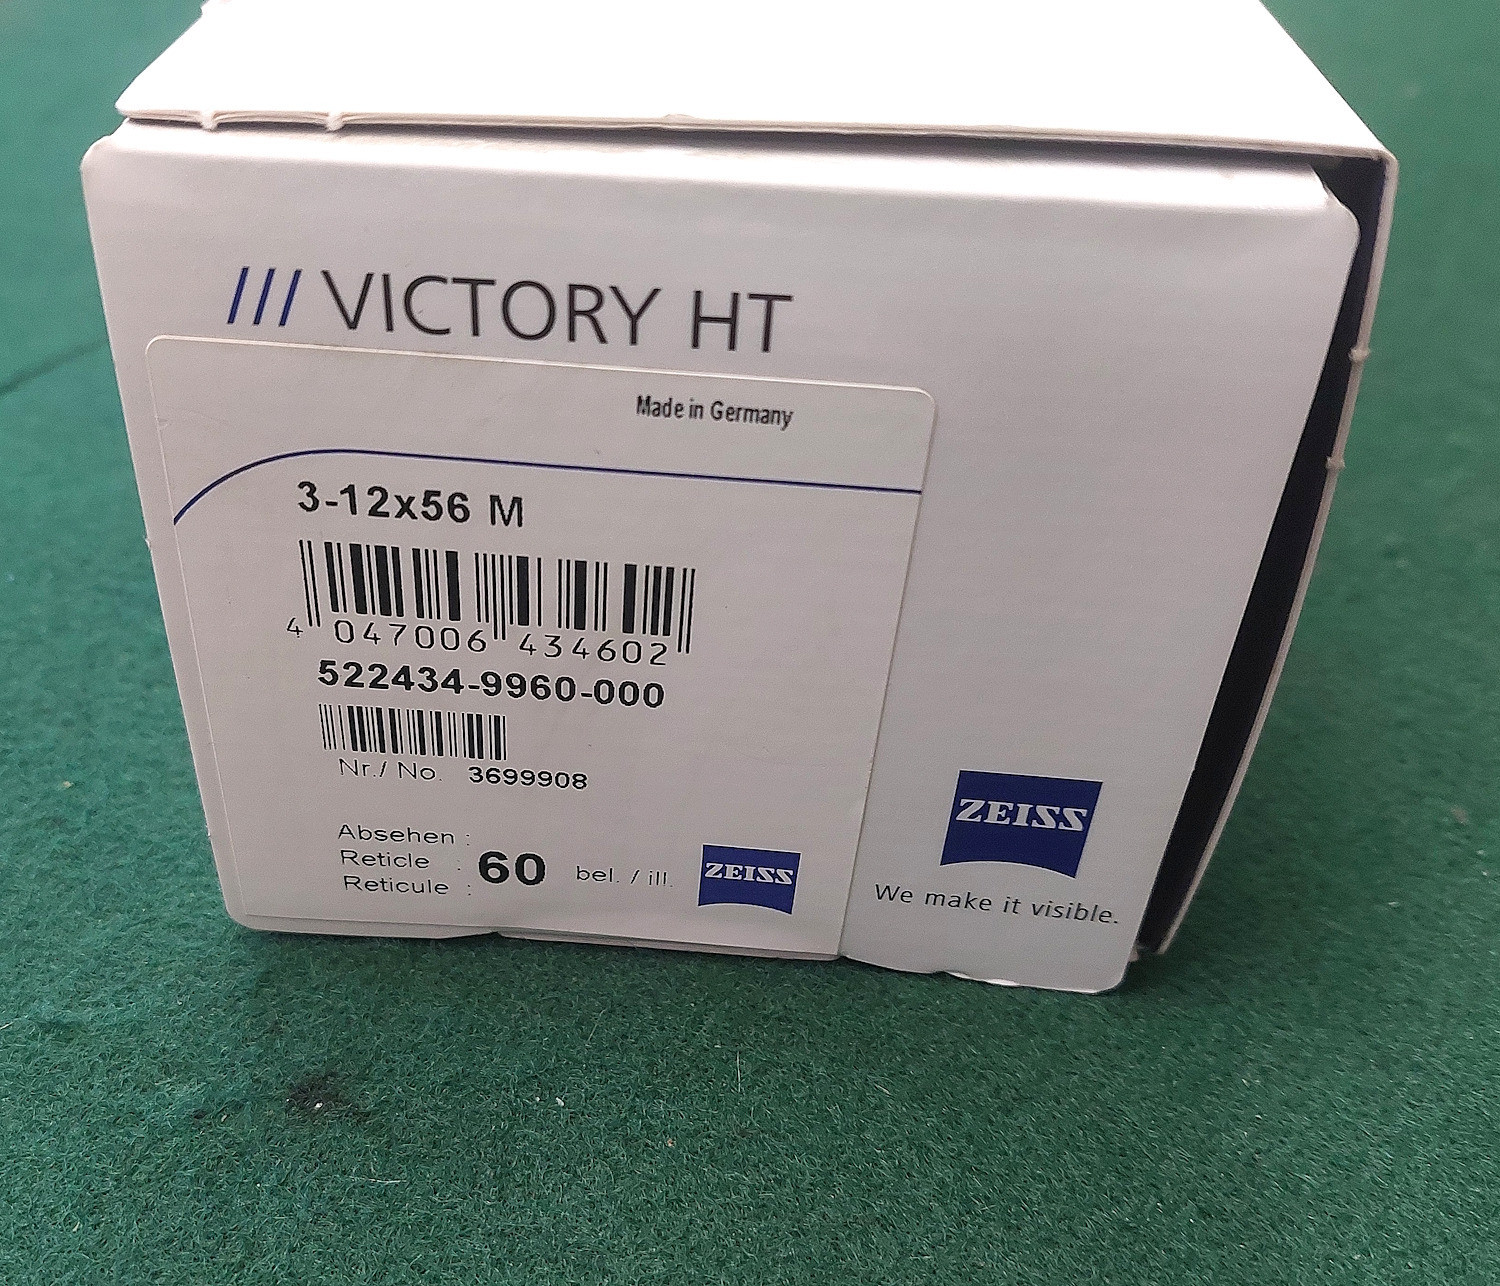 /// VICTORY HT
Made in Germany
3-12x56 M
4 047006 434602
522434-9960-000
Nr./ No. 3699908
Absehen :
Reticle :
Reticule :
60 bel. / ill.
ZEISS
ZEISS
We make it visible.